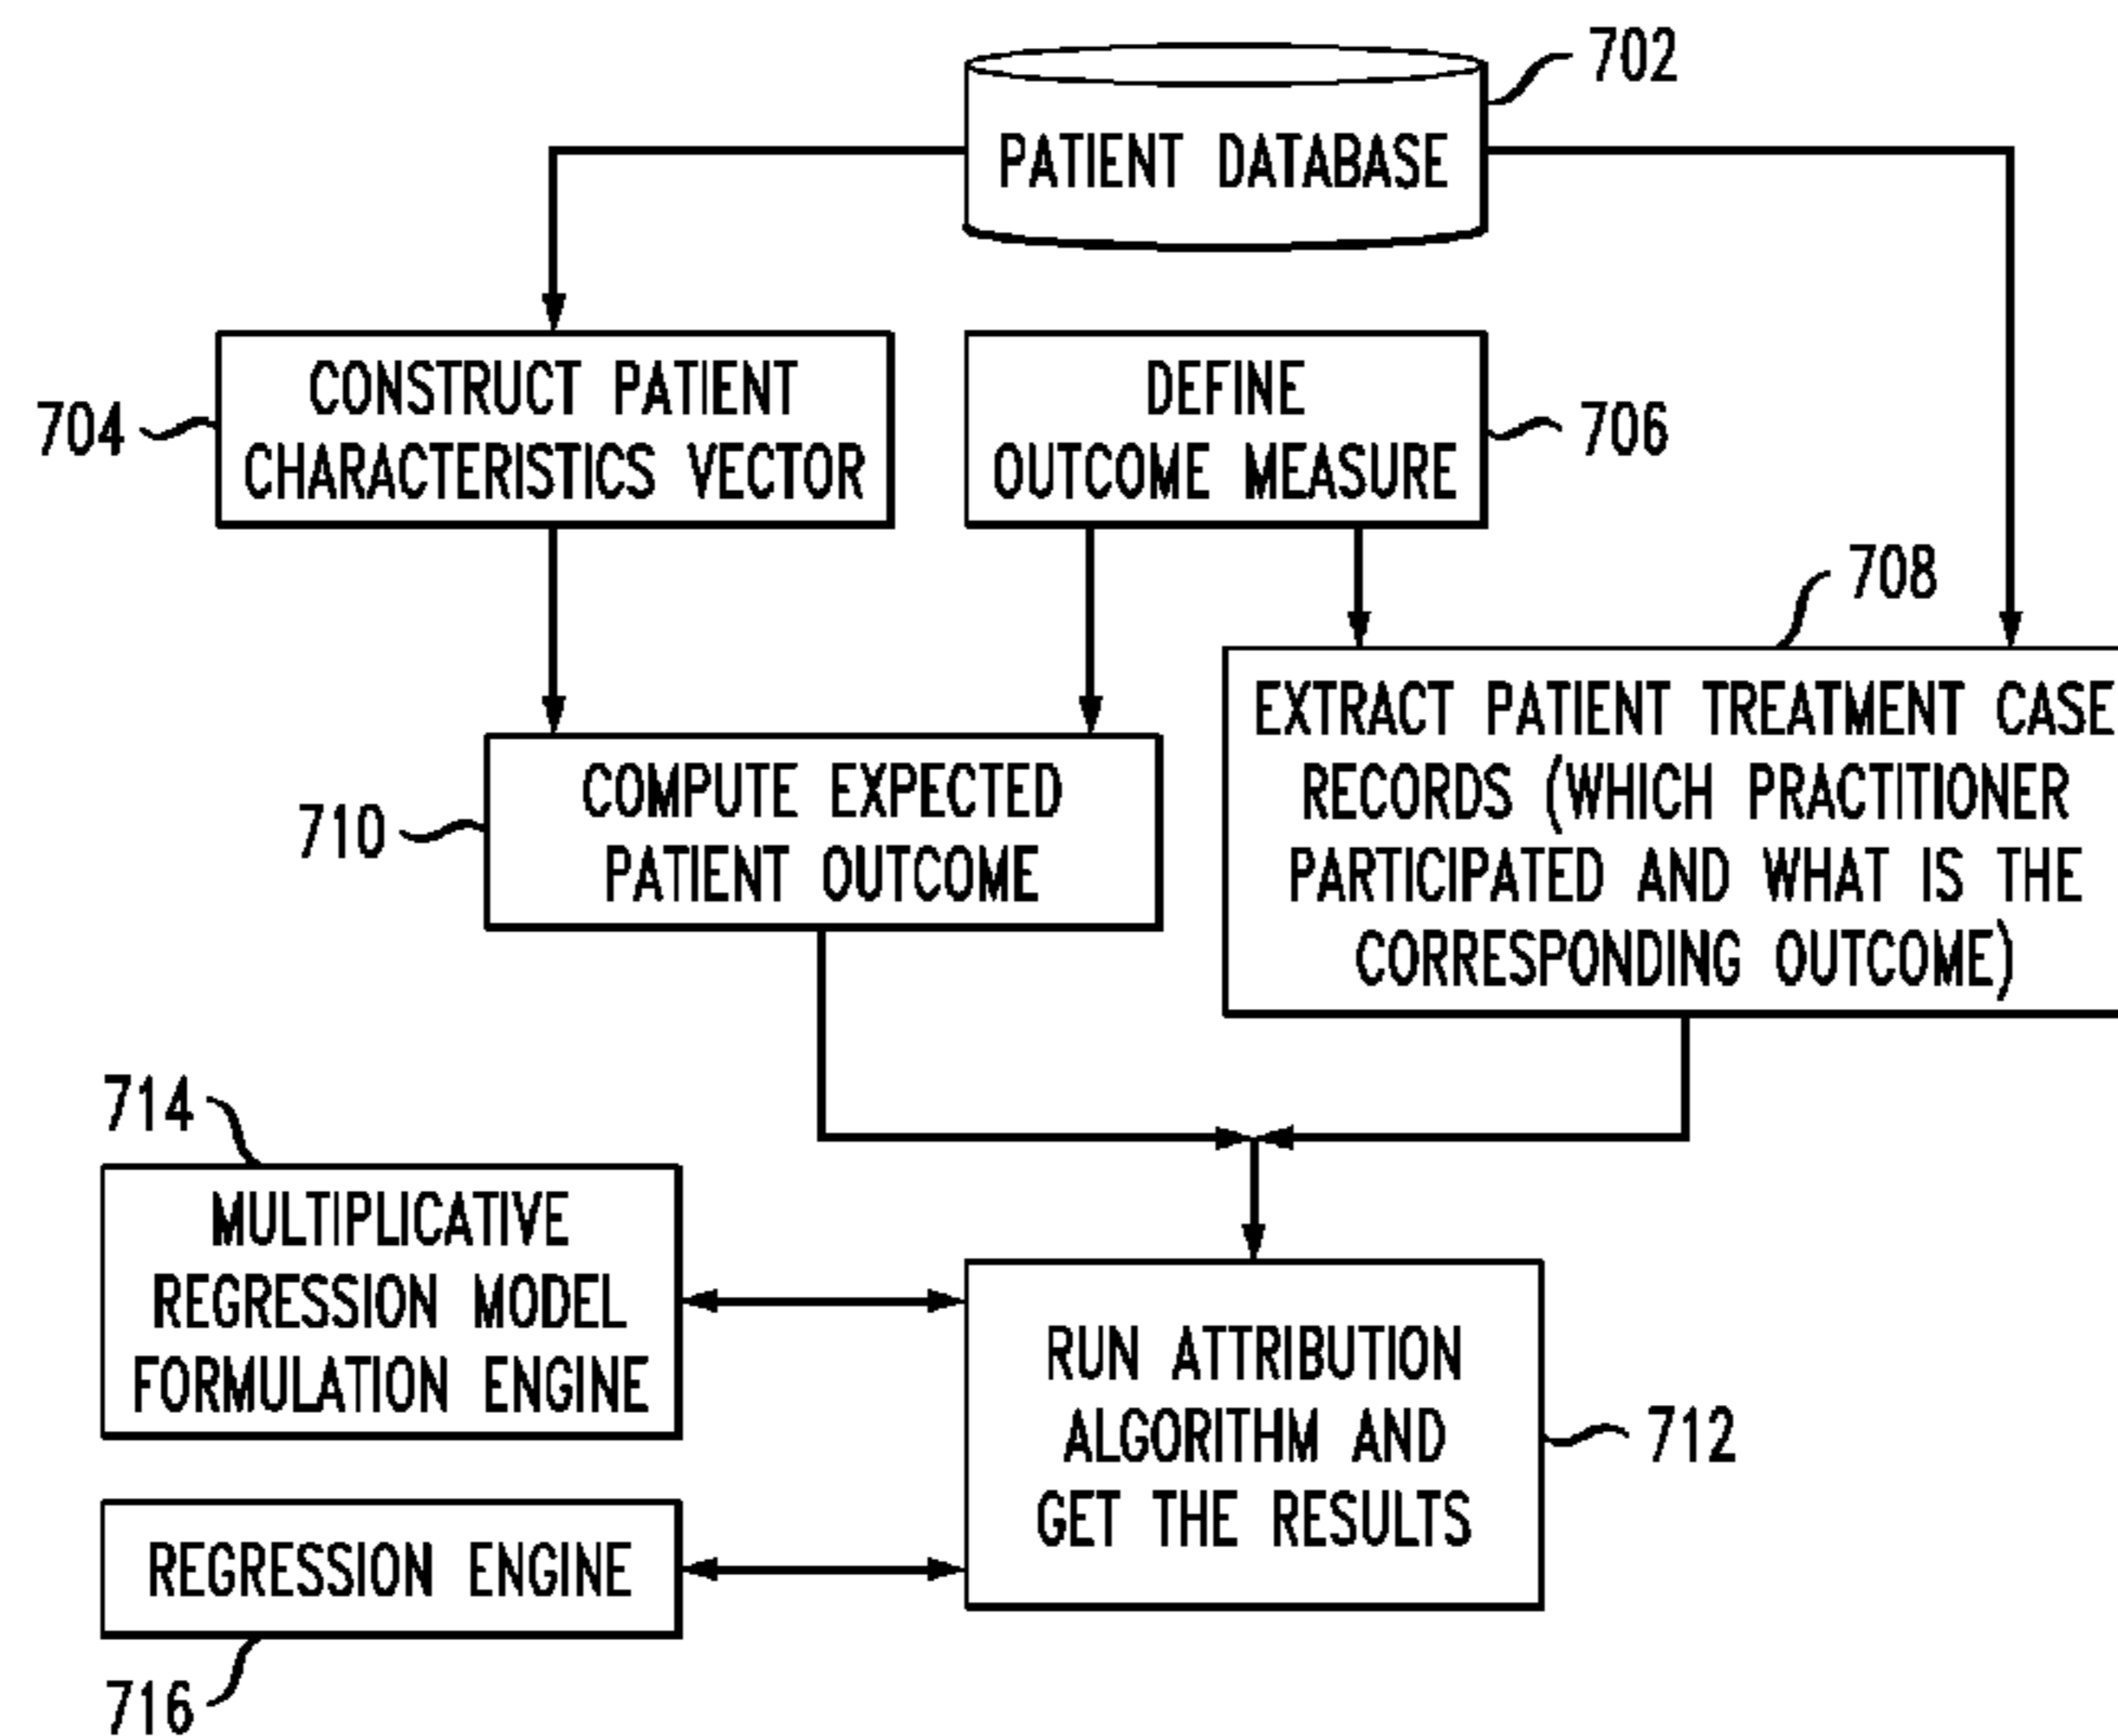 702
PATIENT DATABASE
CONSTRUCT PATIENT
CHARACTERISTICS VECTOR
704
DEFINE
OUTCOME MEASURE
706
708
EXTRACT PATIENT TREATMENT CASE
RECORDS (WHICH PRACTITIONER
PARTICIPATED AND WHAT IS THE
CORRESPONDING OUTCOME)
COMPUTE EXPECTED
PATIENT OUTCOME
710
714
MULTIPLICATIVE
REGRESSION MODEL
FORMULATION ENGINE
RUN ATTRIBUTION
ALGORITHM AND
GET THE RESULTS
712
REGRESSION ENGINE
716